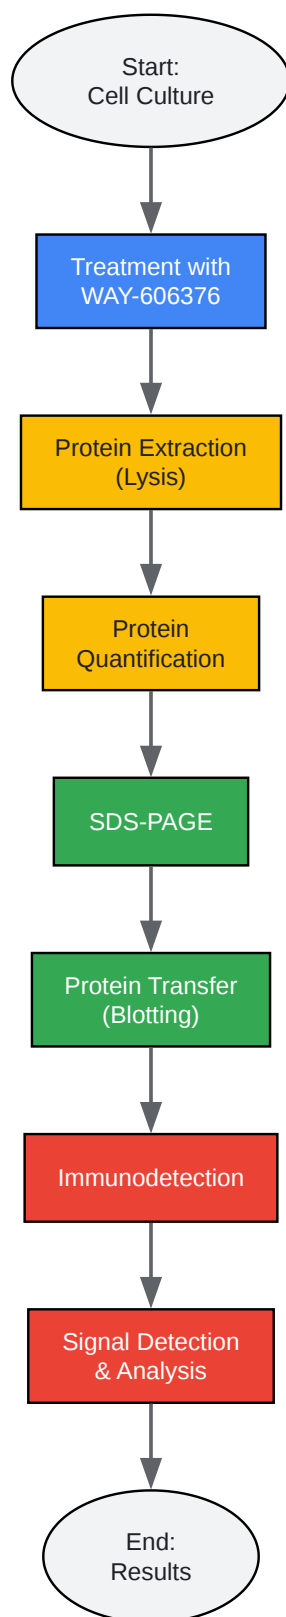 Start:
Cell Culture
Treatment with
WAY-606376
Protein Extraction
(Lysis)
Protein
Quantification
SDS-PAGE
Protein Transfer
(Blotting)
Immunodetection
Signal Detection
& Analysis
End:
Results